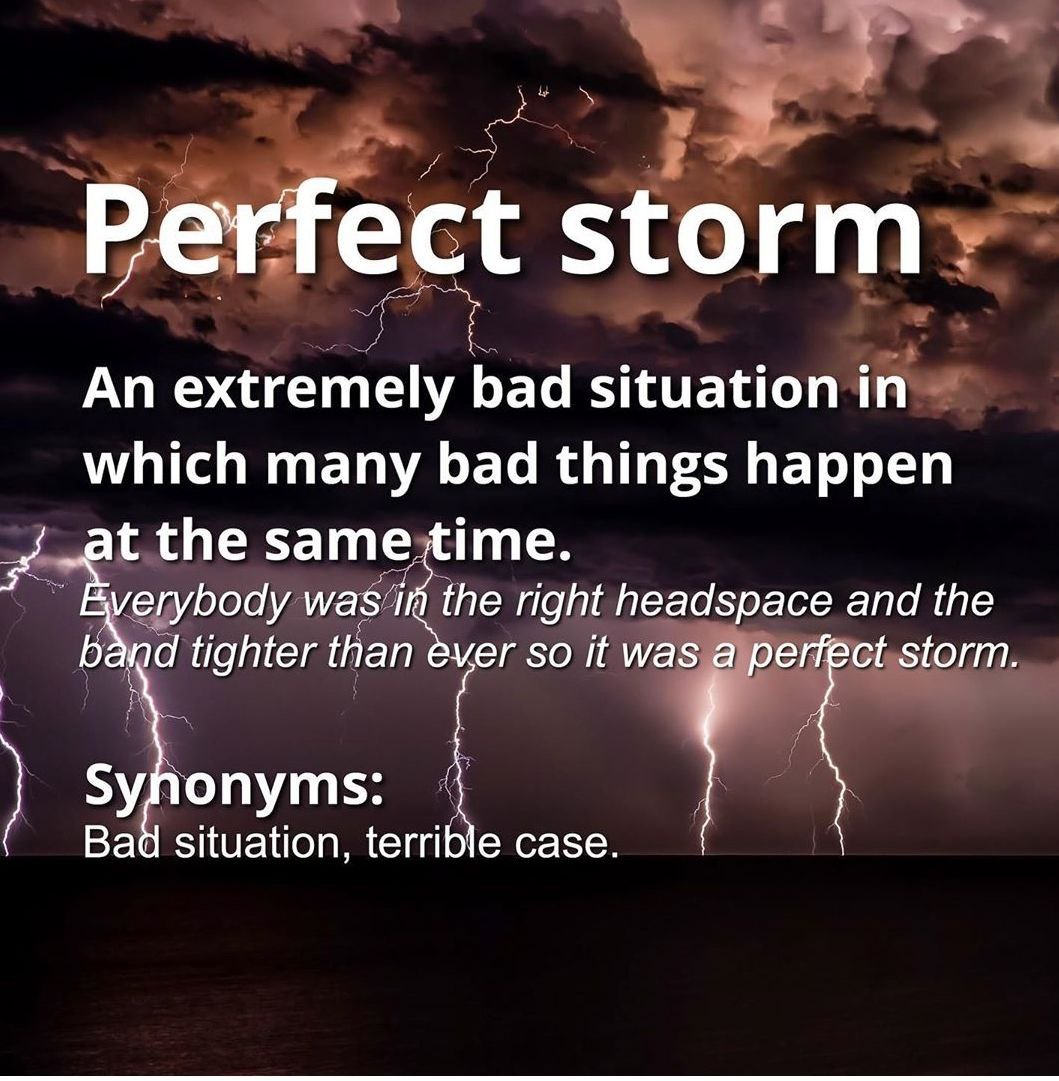 Perfect storm
An extremely bad situation in
which many bad things happen
at the same time.
Everybody was in the right headspace and the
band tighter than ever so it was a perfect storm.
Synonyms:
Bad situation, terrible case.